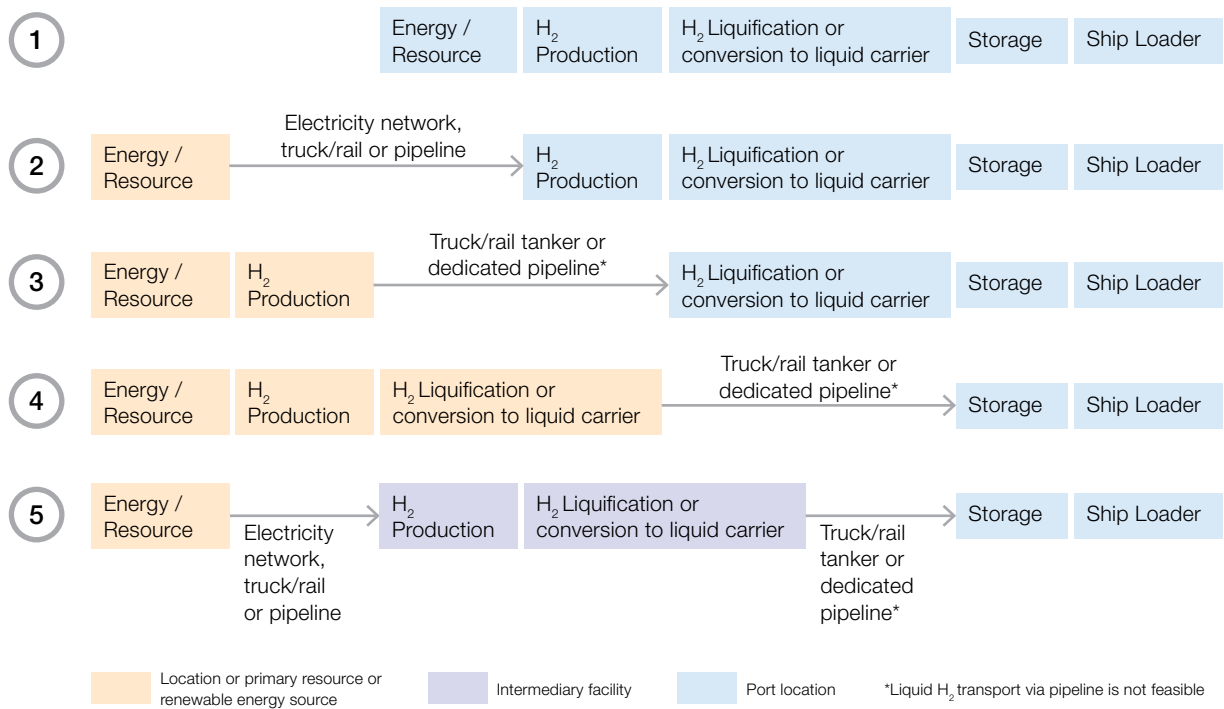 1
Energy /
Resource
H2
Production
H2 Liquification or
conversion to liquid carrier
Storage
Ship Loader
2
Energy /
Resource
Electricity network,
truck/rail or pipeline
H2
Production
H2 Liquification or
conversion to liquid carrier
Storage
Ship Loader
3
Energy /
Resource
H2
Production
Truck/rail tanker or
dedicated pipeline*
H2 Liquification or
conversion to liquid carrier
Storage
Ship Loader
4
Energy /
Resource
H2
Production
H2 Liquification or
conversion to liquid carrier
Truck/rail tanker or
dedicated pipeline*
Storage
Ship Loader
5
Energy /
Resource
Electricity
network,
truck/rail
or pipeline
H2
Production
H2 Liquification or
conversion to liquid carrier
Truck/rail
tanker or
dedicated
pipeline*
Storage
Ship Loader
Location or primary resource or
renewable energy source
Intermediary facility
Port location
*Liquid H2 transport via pipeline is not feasible